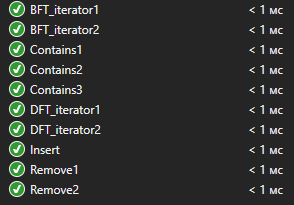 BFT_iterator1 < 1 мс
BFT_iterator2 < 1 мс
Contains1 < 1 мс
Contains2 < 1 мс
Contains3 < 1 мс
DFT_iterator1 < 1 мс
DFT_iterator2 < 1 мс
Insert < 1 мс
Remove1 < 1 мс
Remove2 < 1 мс